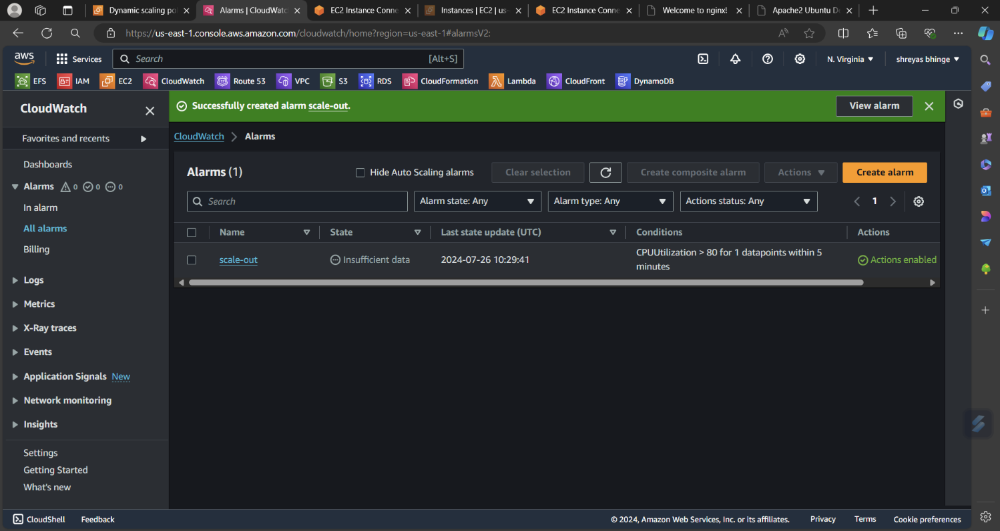 Dynamic scaling po
Alarms | CloudWatc
EC2 Instance Conne
Instances | EC2 | us-
EC2 Instance Conne
Welcome to nginx!
Apache2 Ubuntu D
https://us-east-1.console.aws.amazon.com/cloudwatch/home?region=us-east-1#alarmsV2:
aws
Services
Search
[Alt+S]
N. Virginia
shreyas bhinge
EFS
IAM
EC2
CloudWatch
Route 53
VPC
S3
RDS
CloudFormation
Lambda
CloudFront
DynamoDB
CloudWatch
Favorites and recents
Dashboards
Alarms 0 0 0
In alarm
All alarms
Billing
Logs
Metrics
X-Ray traces
Events
Application Signals New
Network monitoring
Insights
Settings
Getting Started
What's new
Successfully created alarm scale-out.
View alarm
CloudWatch > Alarms
Alarms (1)
Hide Auto Scaling alarms
Clear selection
Create composite alarm
Actions
Create alarm
Search
Alarm state: Any
Alarm type: Any
Actions status: Any
1
Name
State
Last state update (UTC)
Conditions
Actions
scale-out
Insufficient data
2024-07-26 10:29:41
CPUUtilization > 80 for 1 datapoints within 5
minutes
Actions enabled
CloudShell
Feedback
© 2024, Amazon Web Services, Inc. or its affiliates.
Privacy
Terms
Cookie preferences